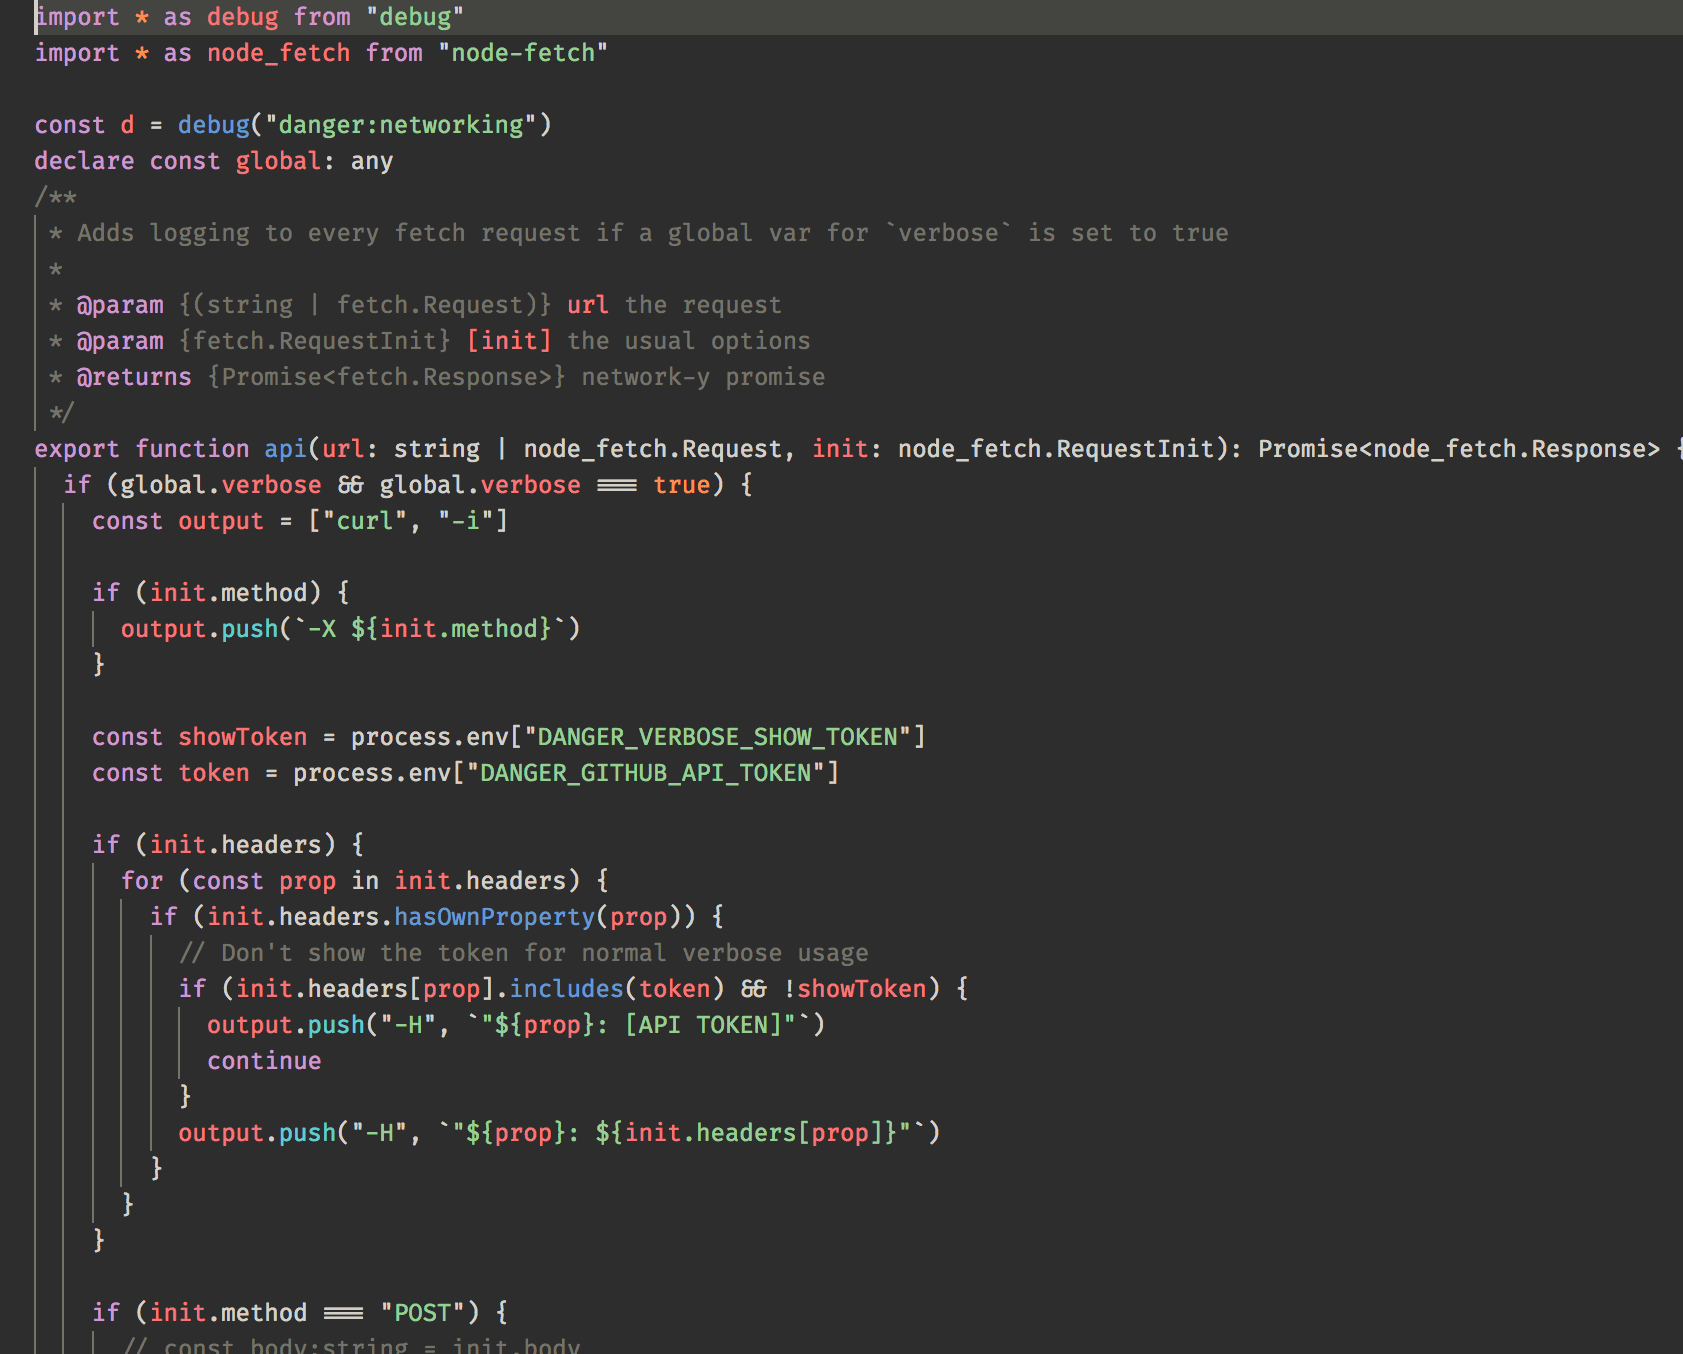 import * as debug from "debug"
import * as node_fetch from "node-fetch"
const d = debug("danger:networking")
declare const global: any
/**
* Adds logging to every fetch request if a global var for `verbose` is set to true
*
* @param {(string | fetch.Request)} url the request
* @param {fetch.RequestInit} [init] the usual options
* @returns {Promise<fetch.Response>} network-y promise
*/
export function api(url: string | node_fetch.Request, init: node_fetch.RequestInit): Promise<node_fetch.Response> {
if (global.verbose && global.verbose === true) {
const output = ["curl", "-i"]
if (init.method) {
output.push(`-X ${init.method}`)
}
const showToken = process.env["DANGER_VERBOSE_SHOW_TOKEN"]
const token = process.env["DANGER_GITHUB_API_TOKEN"]
if (init.headers) {
for (const prop in init.headers) {
if (init.headers.hasOwnProperty(prop)) {
// Don't show the token for normal verbose usage
if (init.headers[prop].includes(token) && !showToken) {
output.push("-H", `"${prop}: [API TOKEN]"`)
continue
}
output.push("-H", `"${prop}: ${init.headers[prop]}"`)
}
}
}
if (init.method === "POST") {
// const body:string = init.body